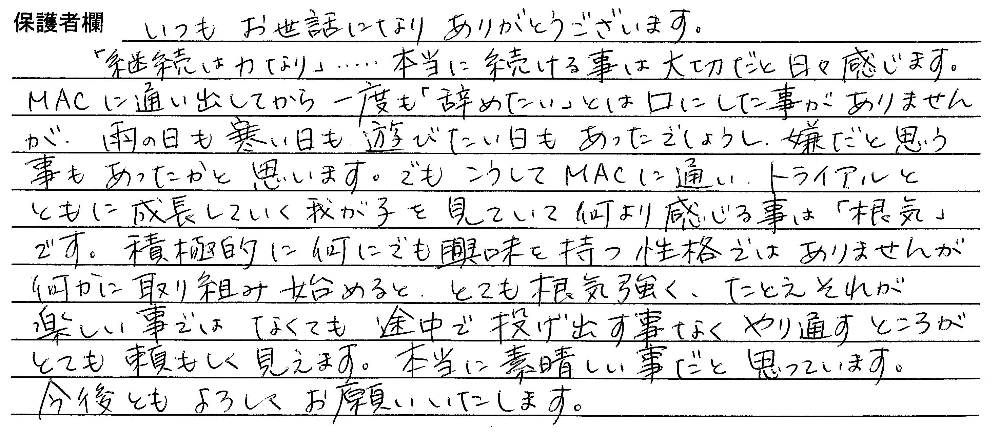 保護者欄 いつも お世話になり ありがとうございます。
「継続は力なり」・・・・・本当に続ける事は大切だと日々感じます。
MACに通い出してから一度も「辞めたい」とは口にした事がありません
が、雨の日も寒い日も、遊びたい日も あったでしょうし、嫌だと思う
事も あったかと思います。でも こうして MACに通い、トライアルと
ともに成長していく我が子を見ていて何より感じる事は「根気」
です。積極的に何にでも興味を持つ性格では ありませんが
何かに取り組み始めると、とても根気強く、たとえそれが
楽しい事では なくても 途中で投げ出す事なく やり通すところが
とても頼もしく見えます。本当に素晴しい事だと思っています。
今後とも よろしく お願いいたします。